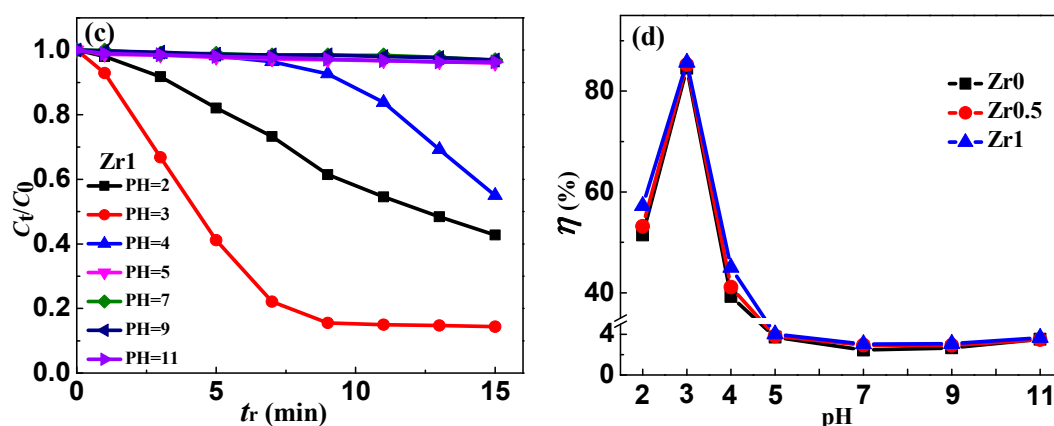 (c)
1.0
0.8
0.6
0.4
0.2
0.0
Ct/C0
Zr1
PH=2
PH=3
PH=4
PH=5
PH=7
PH=9
PH=11
0
5
10
15
tr (min)
(d)
80
60
40
4
0
η (%)
Zr0
Zr0.5
Zr1
2
3
4
5
7
9
11
pH